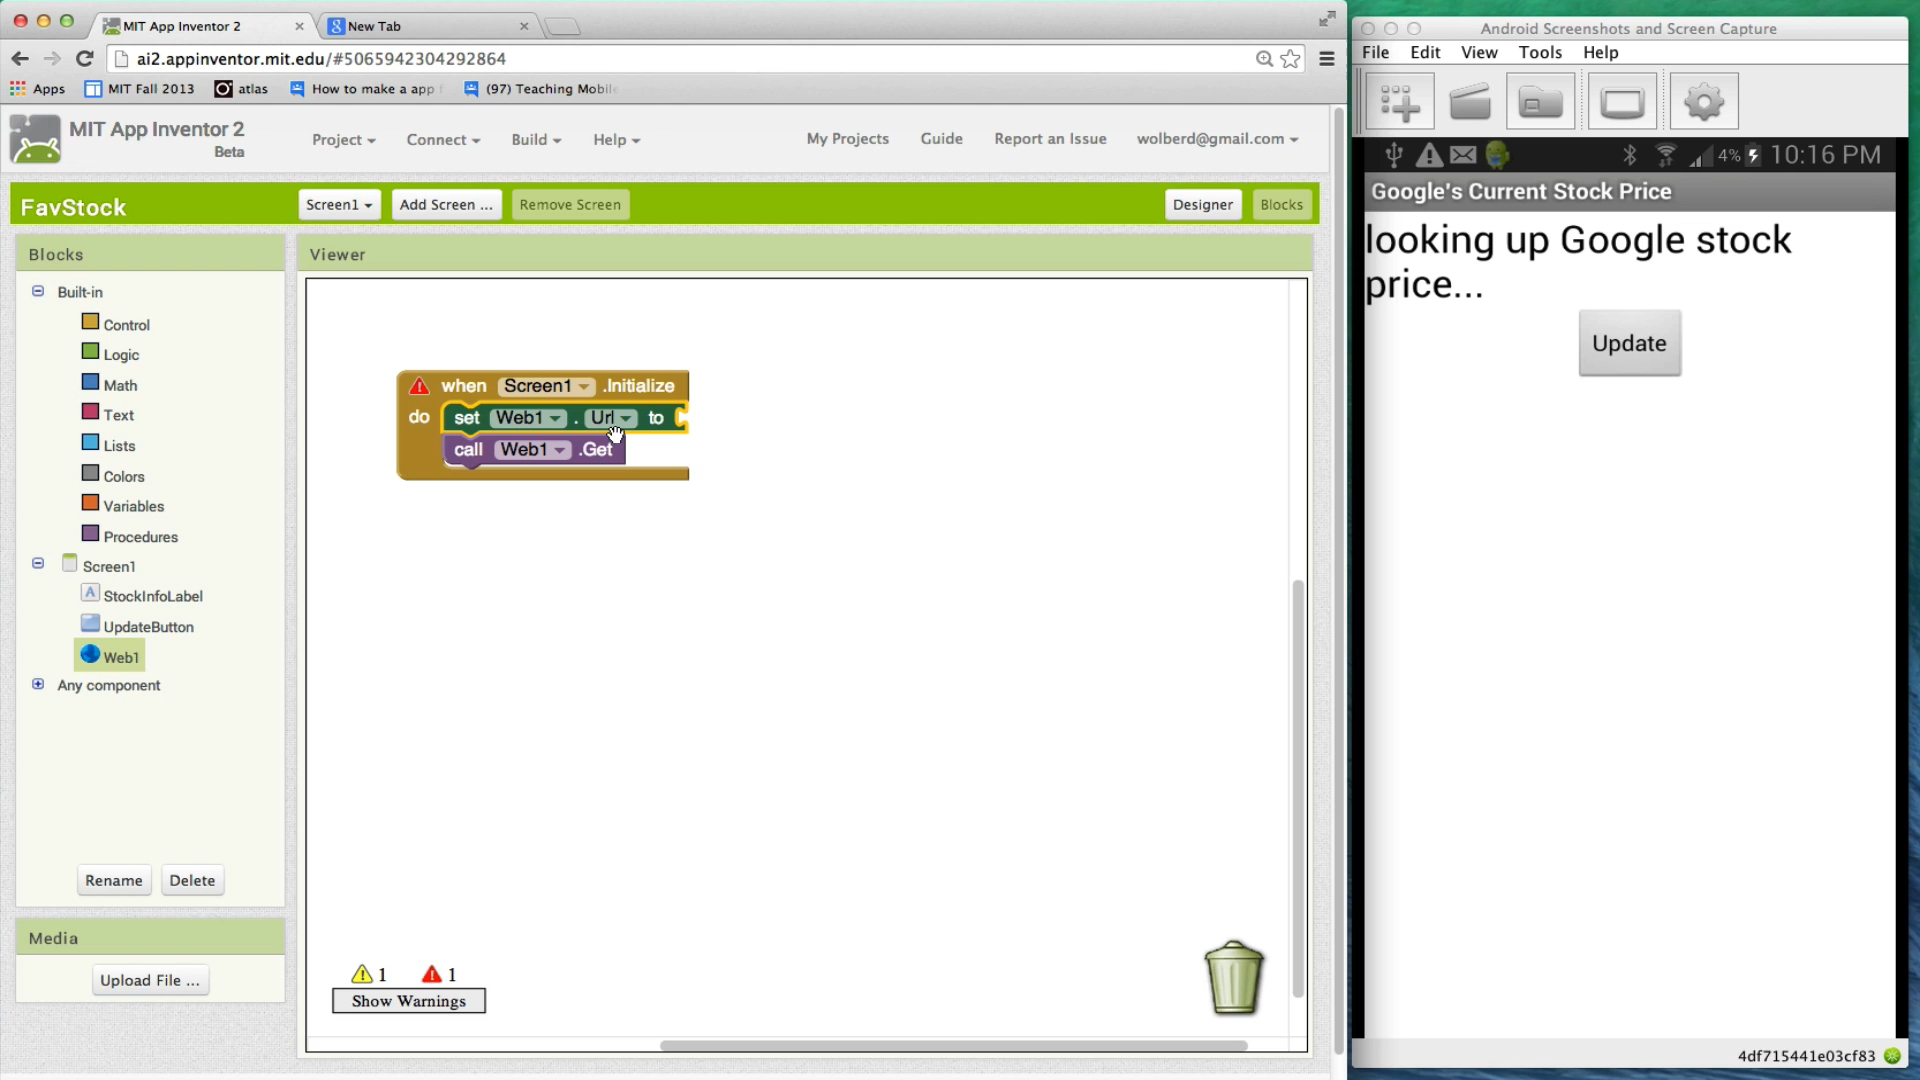 MIT App Inventor 2
New Tab
ai2.appinventor.mit.edu/#5065942304292864
Apps
MIT Fall 2013
atlas
How to make a app
(97) Teaching Mobile
MIT App Inventor 2
Beta
Project
Connect
Build
Help
My Projects
Guide
Report an Issue
wolberd@gmail.com
FavStock
Screen1
Add Screen ...
Remove Screen
Designer
Blocks
Blocks
Built-in
Control
Logic
Math
Text
Lists
Colors
Variables
Procedures
Screen1
StockInfoLabel
UpdateButton
Web1
Any component
Rename
Delete
Media
Upload File ...
Viewer
when Screen1 .Initialize
do set Web1 . Url to
call Web1 .Get
1 1
Show Warnings
Android Screenshots and Screen Capture
File Edit View Tools Help
4% 10:16 PM
Google's Current Stock Price
looking up Google stock
price...
Update
4df715441e03cf83